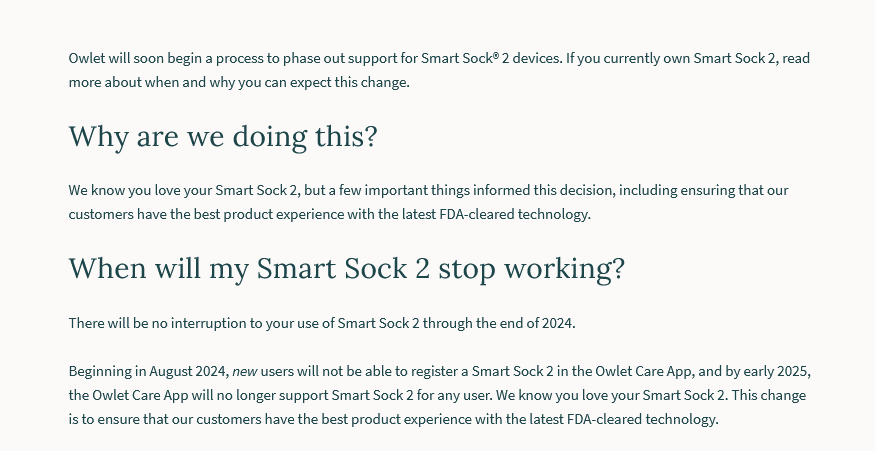 Owlet will soon begin a process to phase out support for Smart Sock® 2 devices. If you currently own Smart Sock 2, read
more about when and why you can expect this change.
Why are we doing this?
We know you love your Smart Sock 2, but a few important things informed this decision, including ensuring that our
customers have the best product experience with the latest FDA-cleared technology.
When will my Smart Sock 2 stop working?
There will be no interruption to your use of Smart Sock 2 through the end of 2024.
Beginning in August 2024, new users will not be able to register a Smart Sock 2 in the Owlet Care App, and by early 2025,
the Owlet Care App will no longer support Smart Sock 2 for any user. We know you love your Smart Sock 2. This change
is to ensure that our customers have the best product experience with the latest FDA-cleared technology.